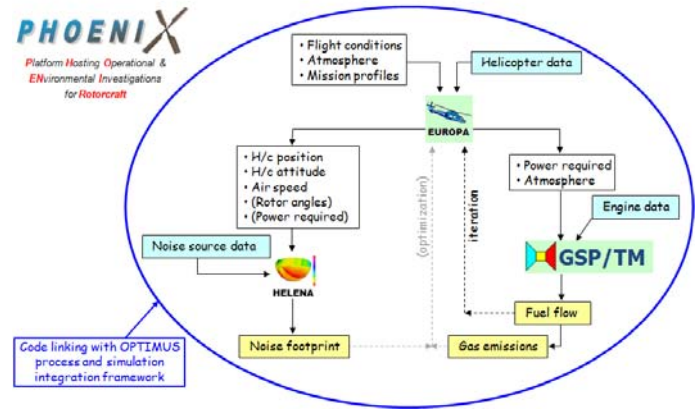 PHOENIX
Platform Hosting Operational &
ENvironmental Investigations
for Rotorcraft
• Flight conditions
• Atmosphere
• Mission profiles
Helicopter data
EUROPA
• H/c position
• H/c attitude
• Air speed
• (Rotor angles)
• (Power required)
• Power required
• Atmosphere
Engine data
(optimization)
iteration
Noise source data
HELENA
GSP/TM
Fuel flow
Noise footprint
Gas emissions
Code linking with OPTIMUS
process and simulation
integration framework